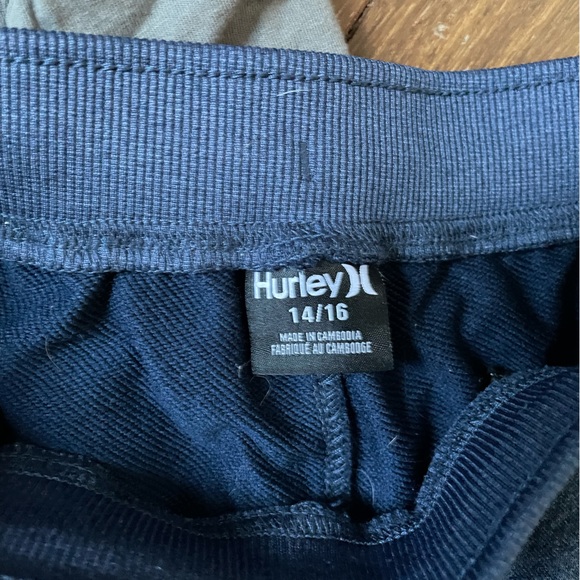 Hurley
14/16
MADE IN CAMBODIA
FABRIQUÉ AU CAMBODGE